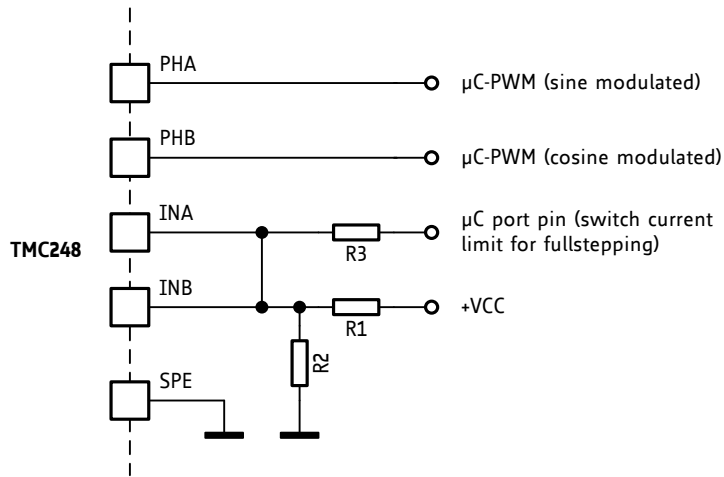 PHA
µC-PWM (sine modulated)
PHB
µC-PWM (cosine modulated)
INA
µC port pin (switch current
limit for fullstepping)
R3
TMC248
INB
+VCC
R1
R2
SPE